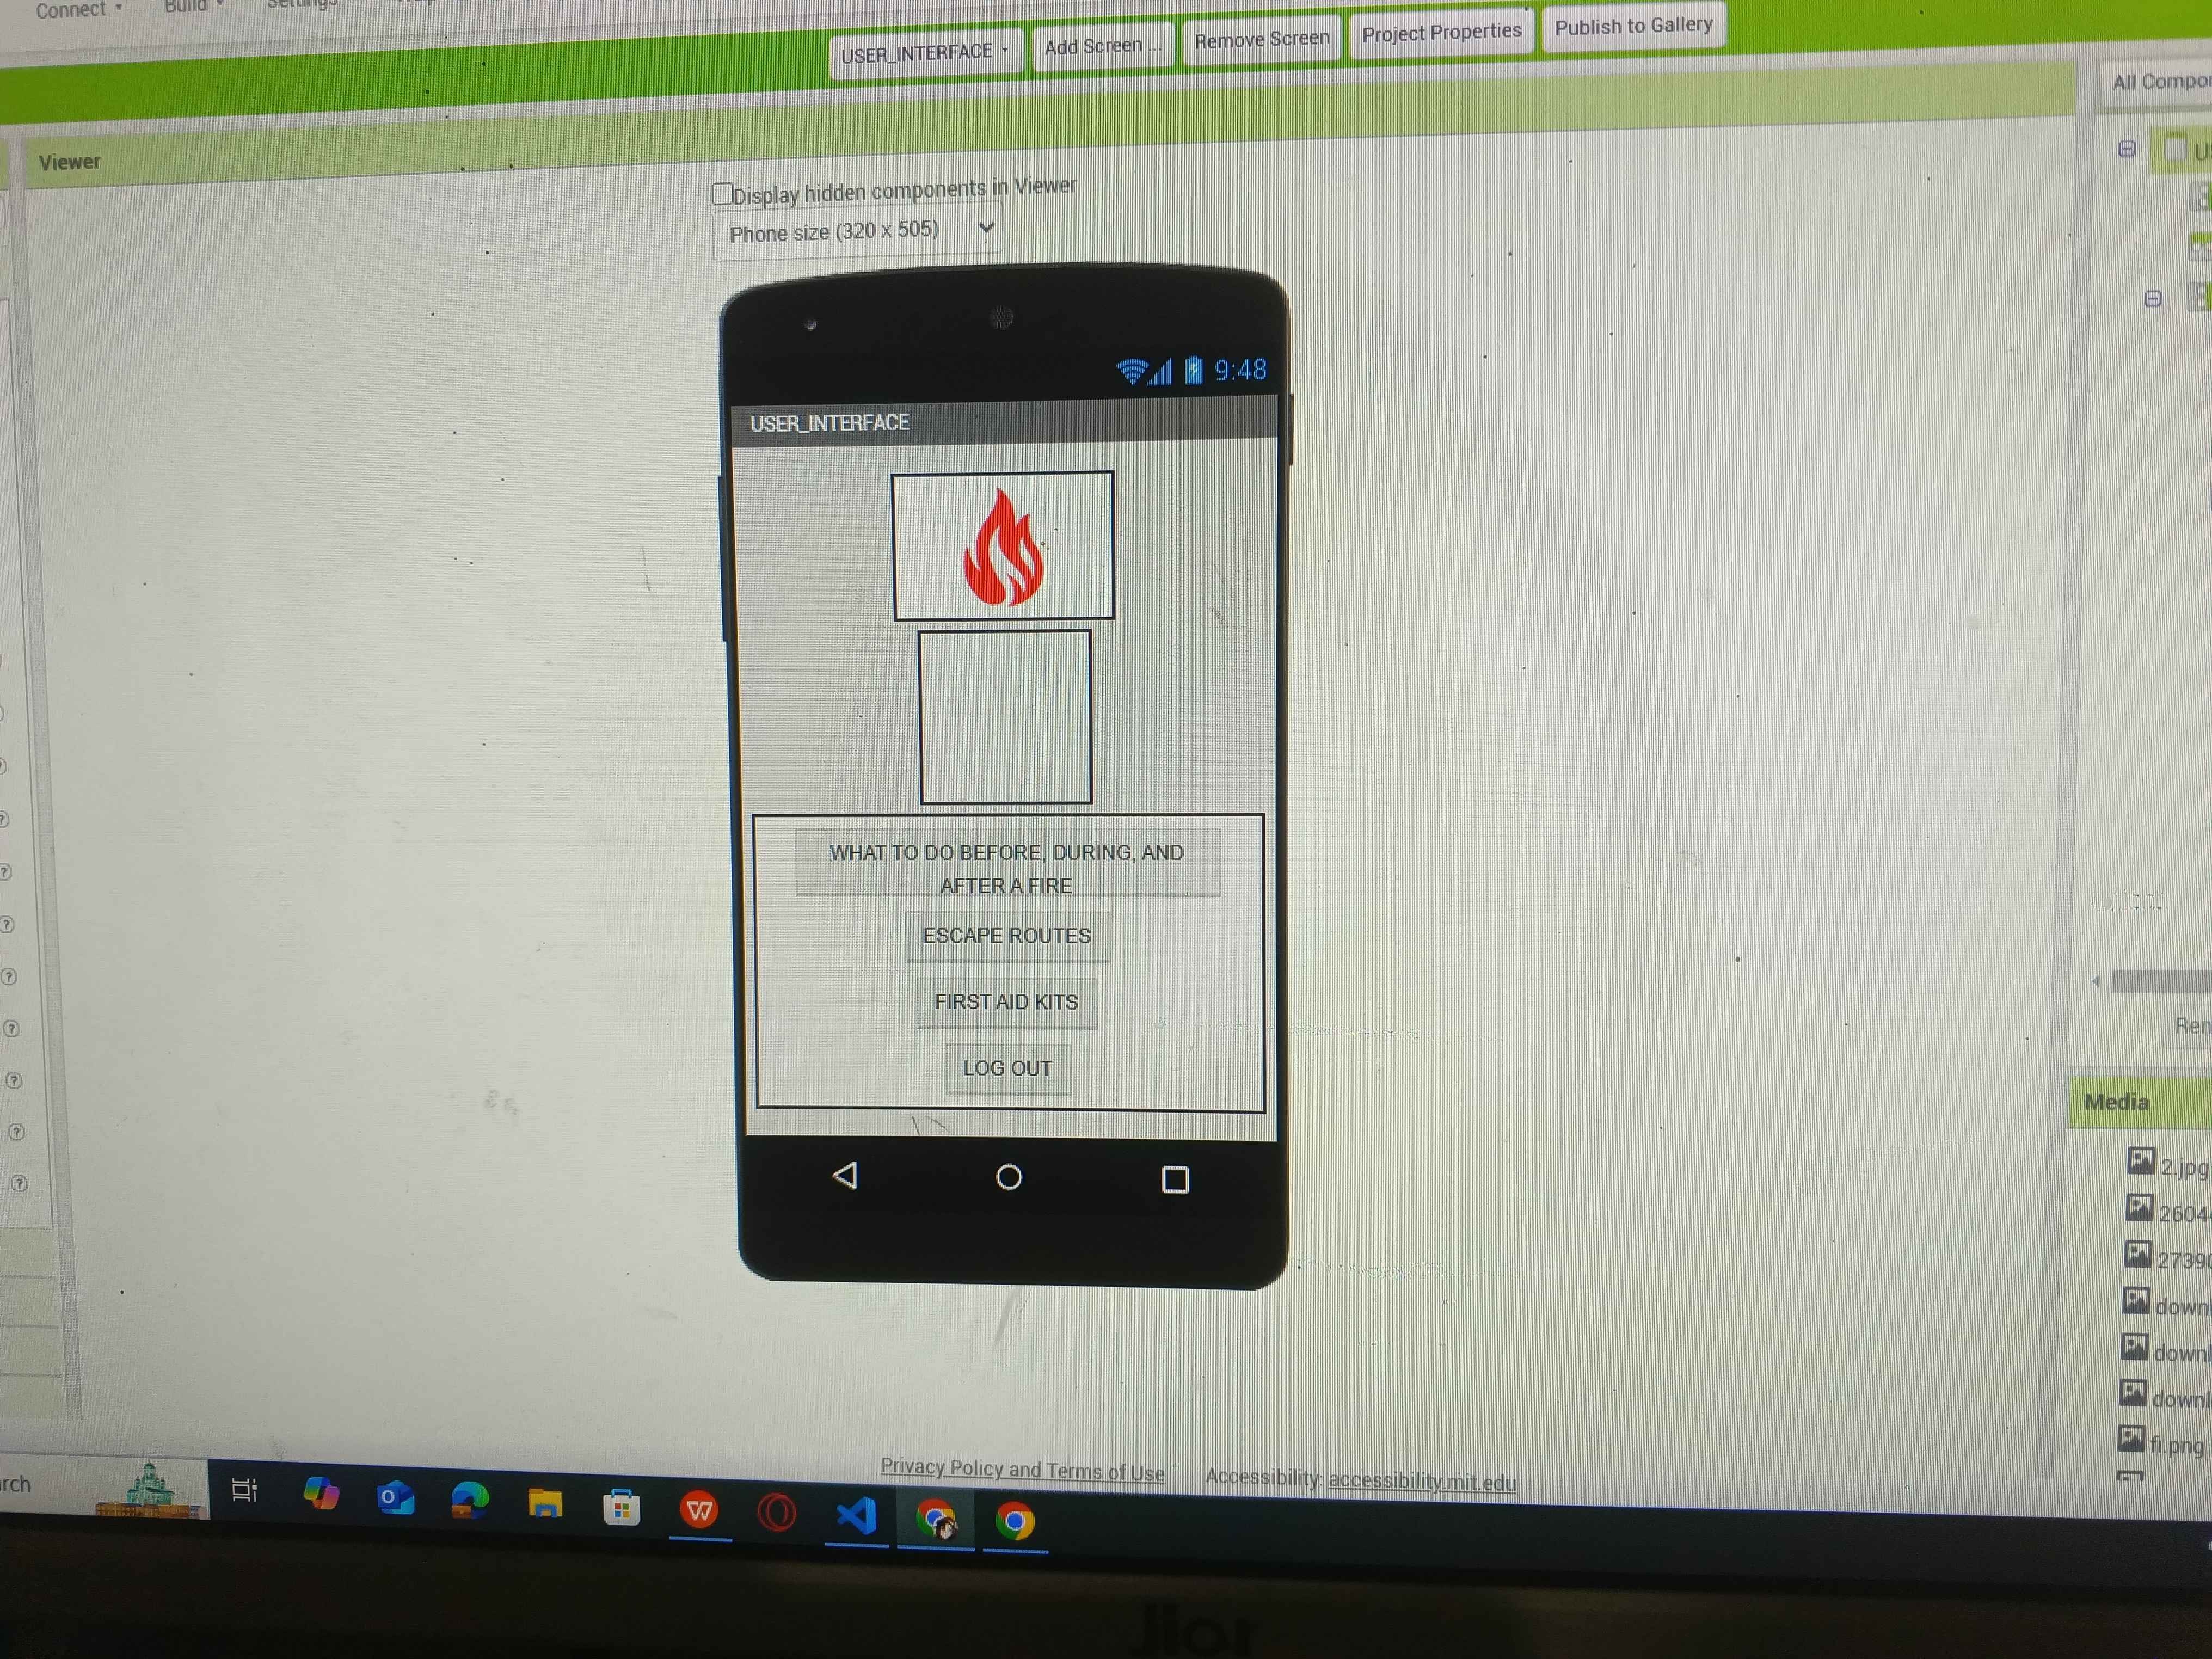 Connect
Build
Settings
USER_INTERFACE
Add Screen ...
Remove Screen
Project Properties
Publish to Gallery
Viewer
Display hidden components in Viewer
Phone size (320 x 505)
9:48
USER_INTERFACE
WHAT TO DO BEFORE, DURING, AND
AFTER A FIRE
ESCAPE ROUTES
FIRST AID KITS
LOG OUT
All Compo
U
Ren
Media
2.jpg
2604
2739
downl
downl
downl
fi.png
Privacy Policy and Terms of Use
Accessibility: accessibility.mit.edu
rch